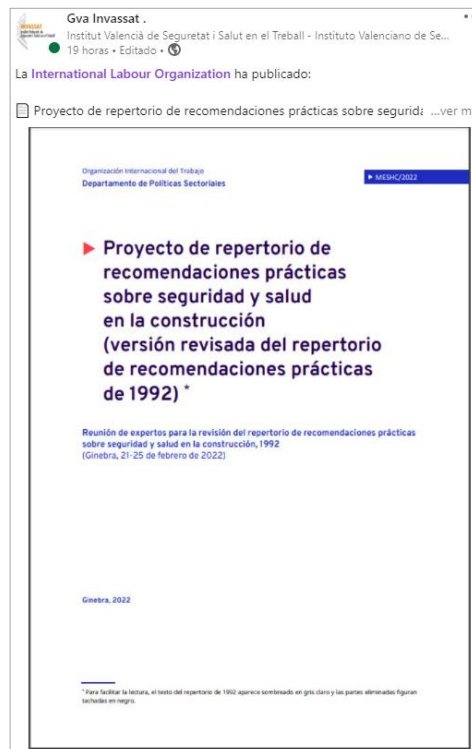 Gva Invassat .
Institut Valencià de Seguretat i Salut en el Treball - Instituto Valenciano de Se...
19 horas • Editado •
La International Labour Organization ha publicado:
Proyecto de repertorio de recomendaciones prácticas sobre segurida ...ver m
Organización Internacional del Trabajo
Departamento de Políticas Sectoriales
▶ MESHC/2022
▶ Proyecto de repertorio de
recomendaciones prácticas
sobre seguridad y salud
en la construcción
(versión revisada del repertorio
de recomendaciones prácticas
de 1992) *
Reunión de expertos para la revisión del repertorio de recomendaciones prácticas
sobre seguridad y salud en la construcción, 1992
(Ginebra, 21-25 de febrero de 2022)
Ginebra, 2022
* Para facilitar la lectura, el texto del repertorio de 1992 aparece sombreado en gris claro y las partes eliminadas figuran
tachadas en negro.